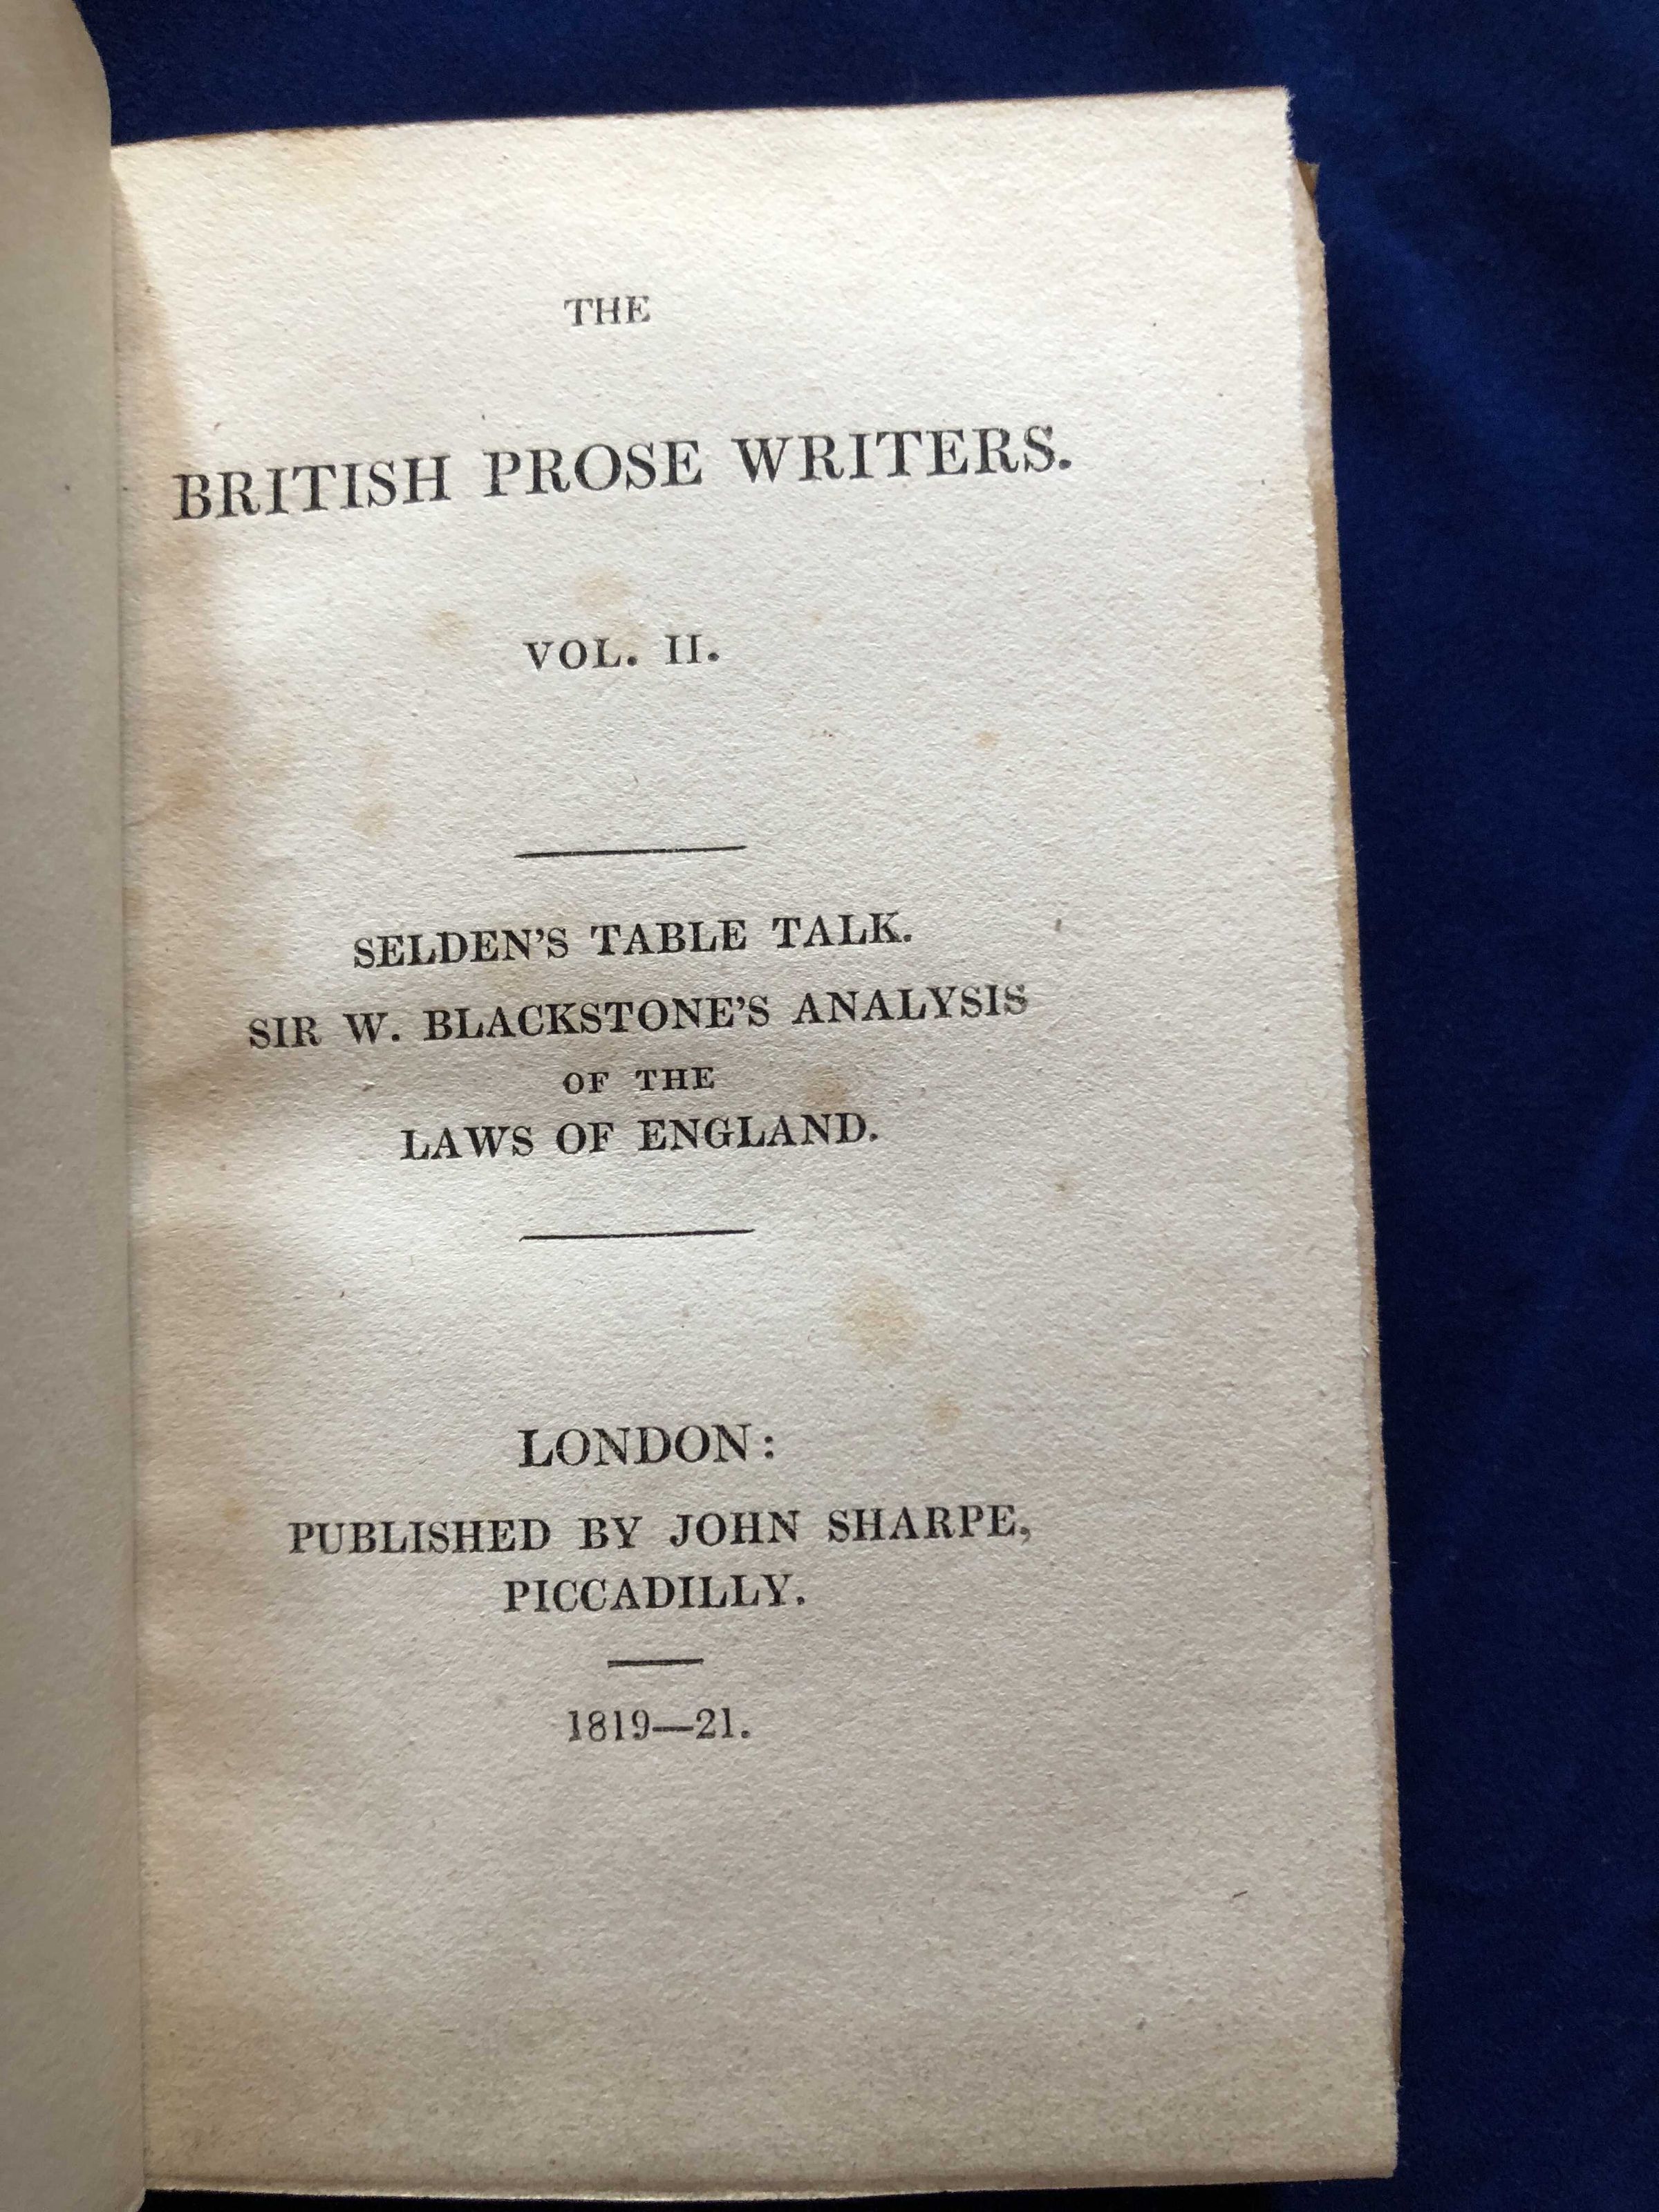 THE
BRITISH PROSE WRITERS.
VOL. II.
SELDEN'S TABLE TALK.
SIR W. BLACKSTONE'S ANALYSIS
OF THE
LAWS OF ENGLAND.
LONDON:
PUBLISHED BY JOHN SHARPE,
PICCADILLY.
1819—21.